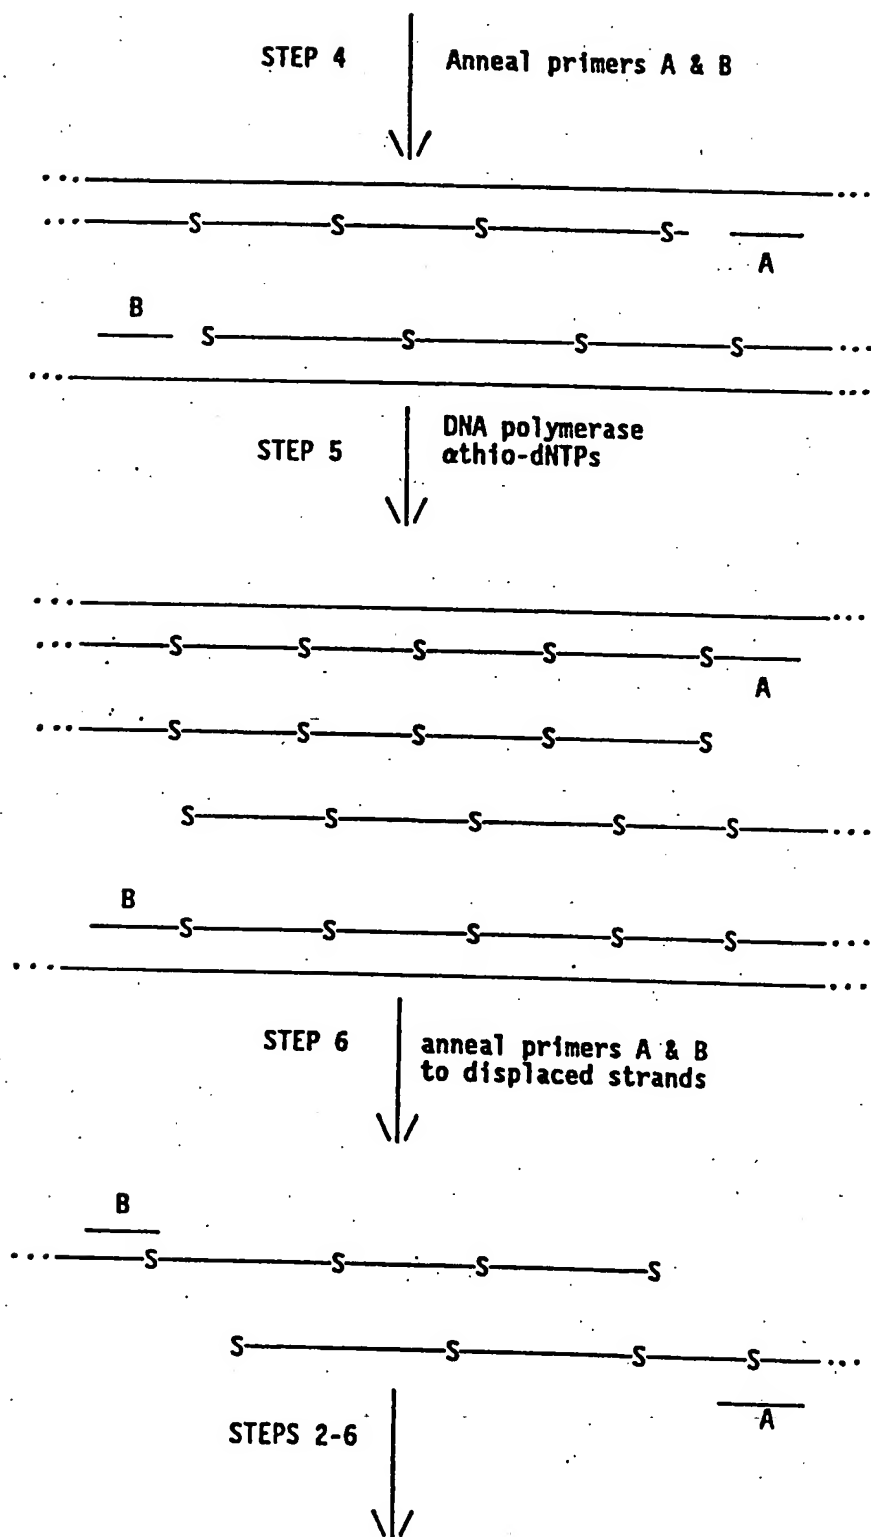 STEP 4
Anneal primers A & B
... ...
... S S S S
A
B
S S S S ...
... ...
STEP 5
DNA polymerase
αthio-dNTPs
... ...
... S S S S S
A
... S S S S S
S S S S S ...
B
S S S S S ...
... ...
STEP 6
anneal primers A & B
to displaced strands
B
... S S S S
S S S S ...
A
STEPS 2-6